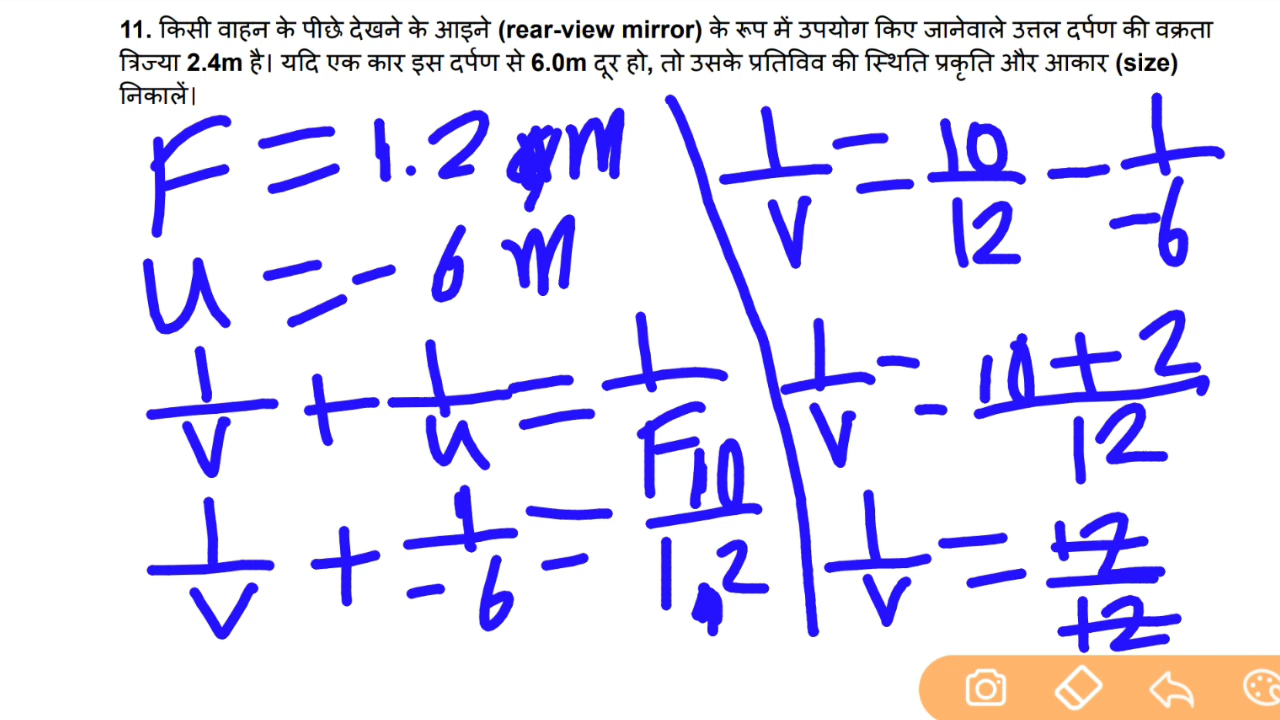 11. किसी वाहन के पीछे देखने के आइने (rear-view mirror) के रूप में उपयोग किए जानेवाले उत्तल दर्पण की वक्रता
त्रिज्या 2.4m है। यदि एक कार इस दर्पण से 6.0m दूर हो, तो उसके प्रतिविव की स्थिति प्रकृति और आकार (size)
निकालें।
F = 1.2 m
u = - 6 m
1/v + 1/u = 1/F
1/v + 1/-6 = 10/12
1/v = 10/12 - 1/-6
1/v = 10 + 2/12
1/v = 12/12